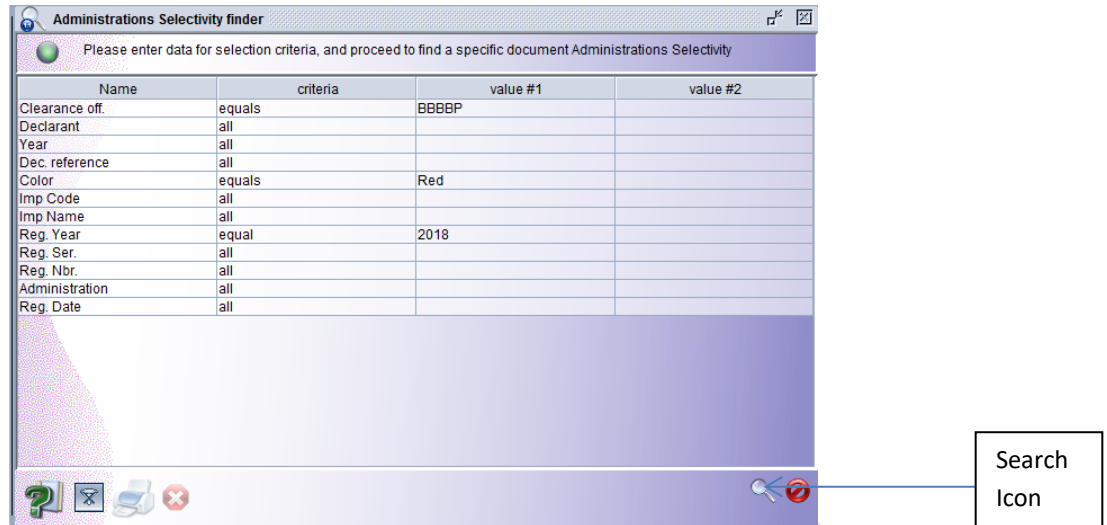 Administrations Selectivity finder
Please enter data for selection criteria, and proceed to find a specific document Administrations Selectivity
Name criteria value #1 value #2
Clearance off. equals BBBBP
Declarant all
Year all
Dec. reference all
Color equals Red
Imp Code all
Imp Name all
Reg. Year equal 2018
Reg. Ser. all
Reg. Nbr. all
Administration all
Reg. Date all
Search
Icon